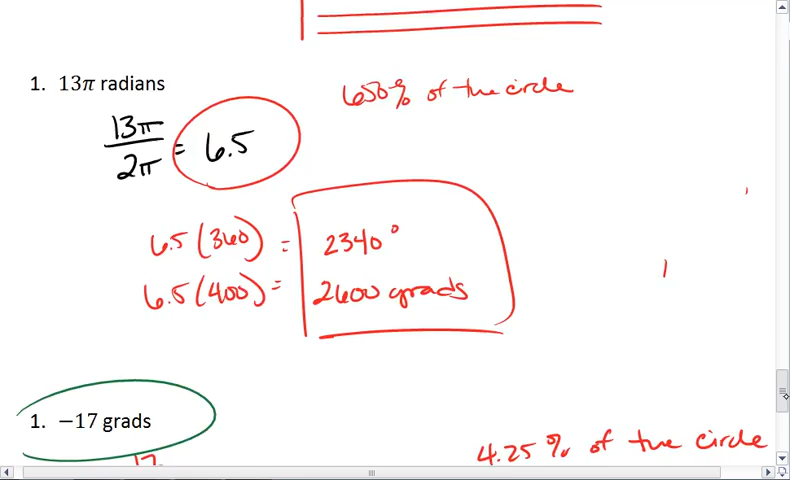 1. 13π radians
650% of the circle
13π
2π
= 6.5
6.5 (360) = 2340°
6.5 (400) = 2600 grads
1. −17 grads
4.25 % of the circle
17